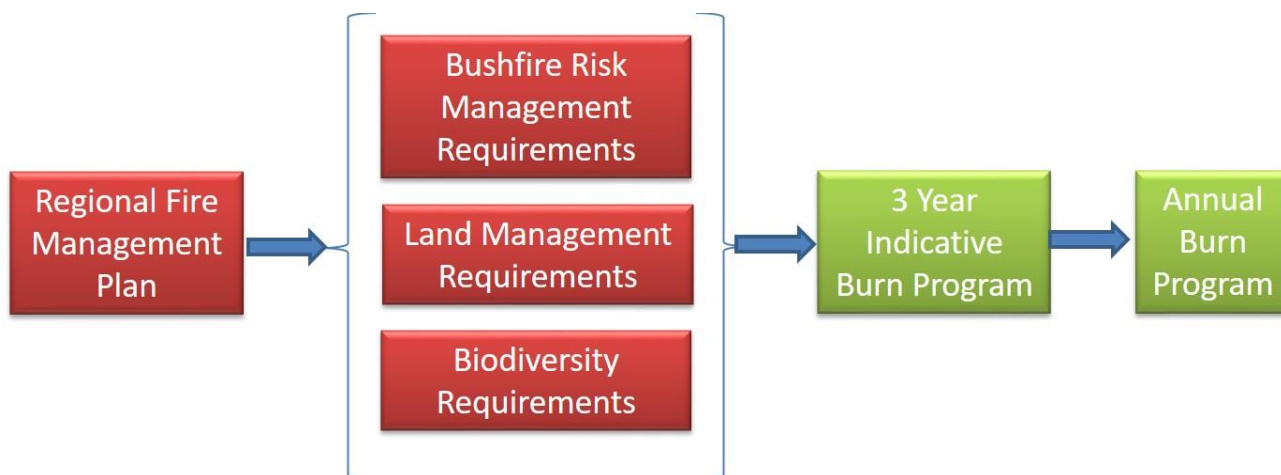 Regional Fire
Management
Plan
Bushfire Risk
Management
Requirements
Land Management
Requirements
Biodiversity
Requirements
3 Year
Indicative
Burn Program
Annual
Burn
Program